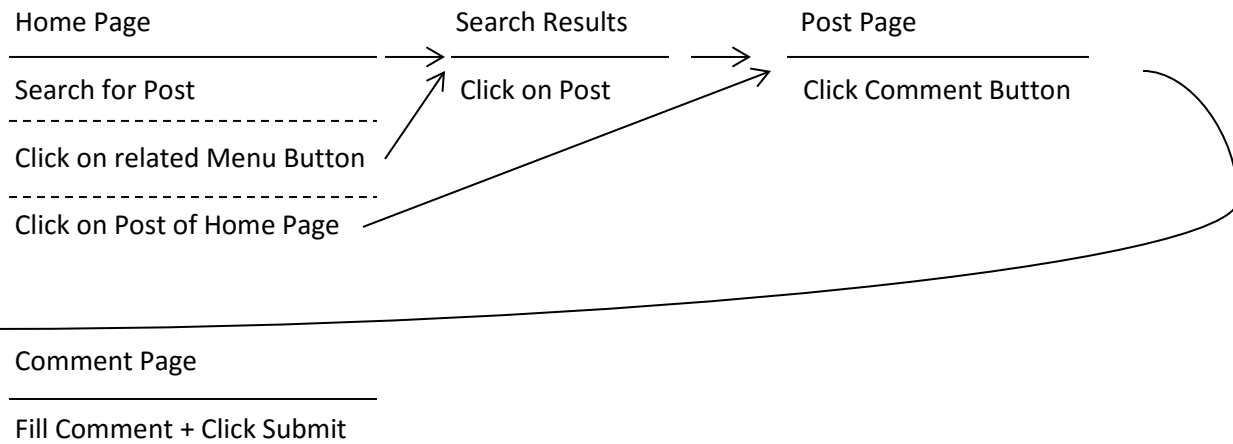 Home Page
Search Results
Post Page
Search for Post
Click on Post
Click Comment Button
Click on related Menu Button
Click on Post of Home Page
Comment Page
Fill Comment + Click Submit